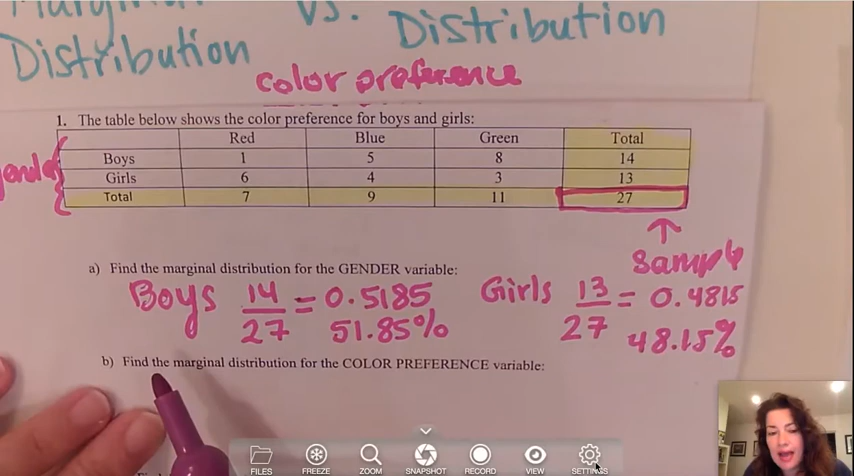 Distribution vs. Distribution
color preference
1. The table below shows the color preference for boys and girls:
Red Blue Green Total
Boys 1 5 8 14
Girls 6 4 3 13
Total 7 9 11 27
Sample
a) Find the marginal distribution for the GENDER variable:
Boys 14/27 = 0.5185 Girls 13/27 = 0.4815
51.85% 48.15%
b) Find the marginal distribution for the COLOR PREFERENCE variable:
FILES FREEZE ZOOM SNAPSHOT RECORD VIEW SETTINGS